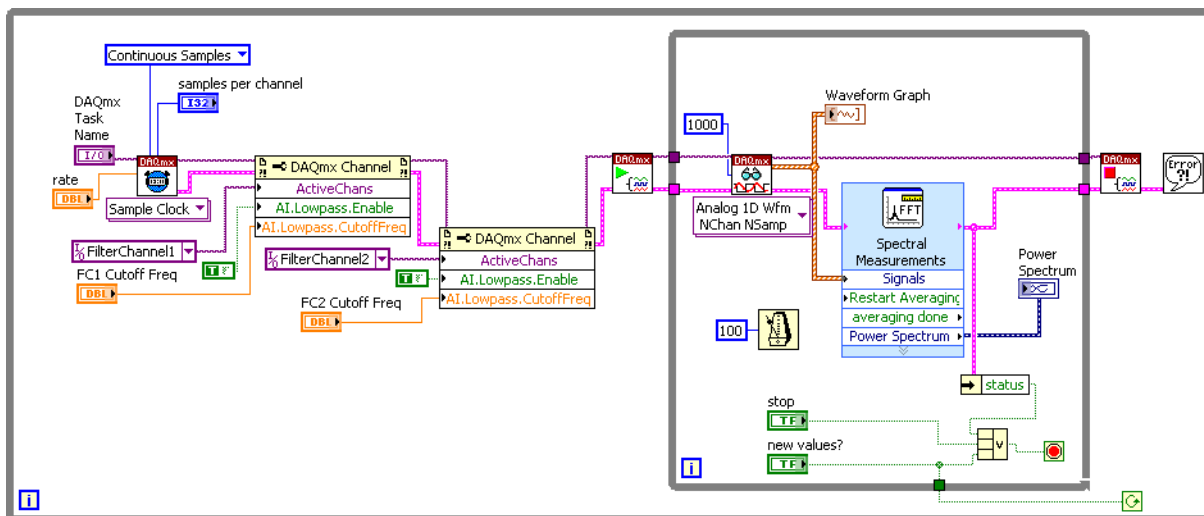 Continuous Samples
samples per channel
I32
DAQmx
Task
Name
I/O
DAQmx
rate
DBL
Sample Clock
DAQmx Channel
ActiveChans
AI.Lowpass.Enable
AI.Lowpass.CutoffFreq
I/O FilterChannel1
T F
FC1 Cutoff Freq
DBL
DAQmx Channel
ActiveChans
AI.Lowpass.Enable
AI.Lowpass.CutoffFreq
I/O FilterChannel2
T F
FC2 Cutoff Freq
DBL
DAQmx
1000
DAQmx
Analog 1D Wfm
NChan NSamp
Waveform Graph
FFT
Spectral
Measurements
Signals
Restart Averaging
averaging done
Power Spectrum
Power
Spectrum
100
status
stop
TF
new values?
TF
V
i
DAQmx
Error
?!
i